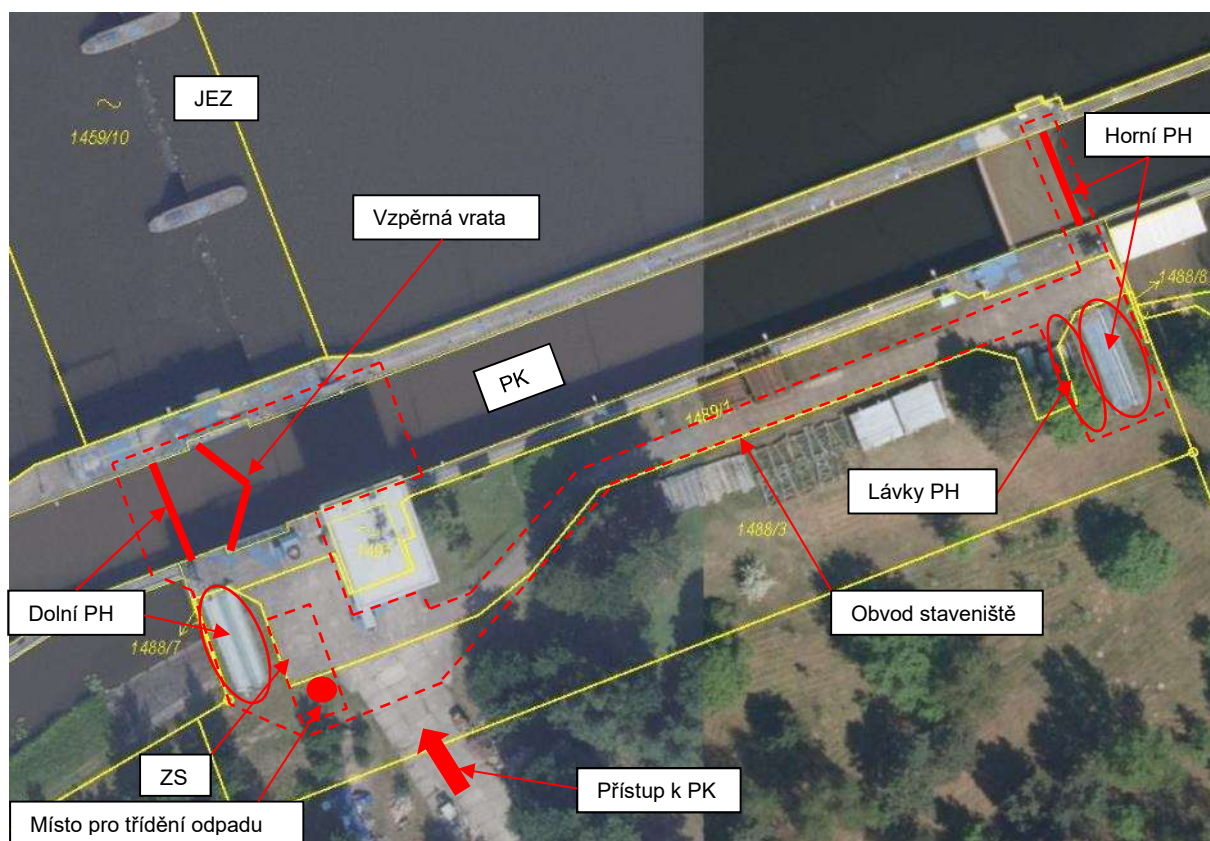 JEZ
1459/10
Horní PH
Vzpěrná vrata
1488/8
PK
1489/1
Lávky PH
1488/3
Dolní PH
Obvod staveniště
1488/7
ZS
Přístup k PK
Místo pro třídění odpadu